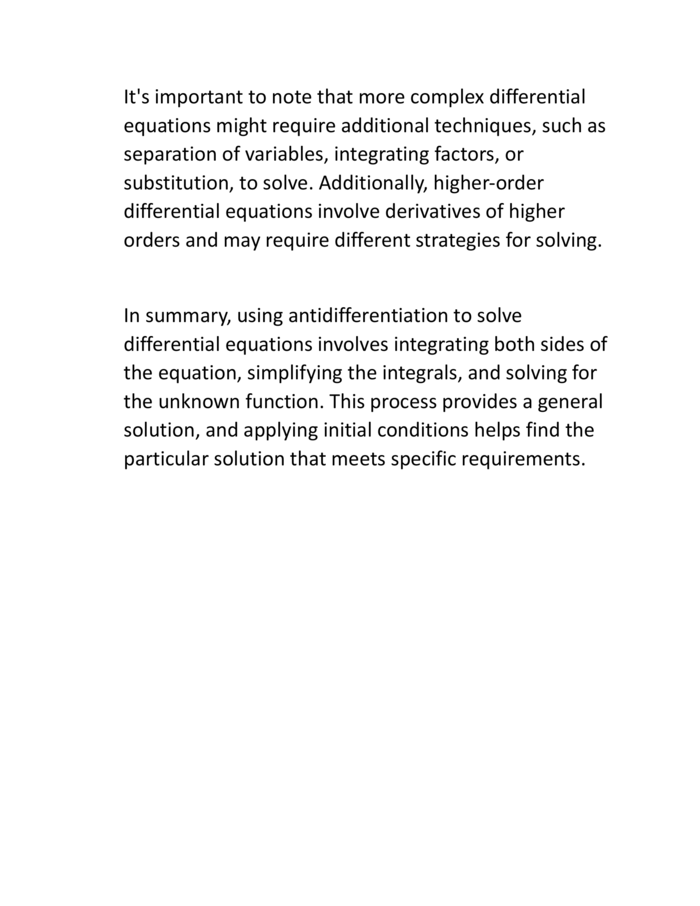 It's important to note that more complex differential
equations might require additional techniques, such as
separation of variables, integrating factors, or
substitution, to solve. Additionally, higher-order
differential equations involve derivatives of higher
orders and may require different strategies for solving.
In summary, using antidifferentiation to solve
differential equations involves integrating both sides of
the equation, simplifying the integrals, and solving for
the unknown function. This process provides a general
solution, and applying initial conditions helps find the
particular solution that meets specific requirements.